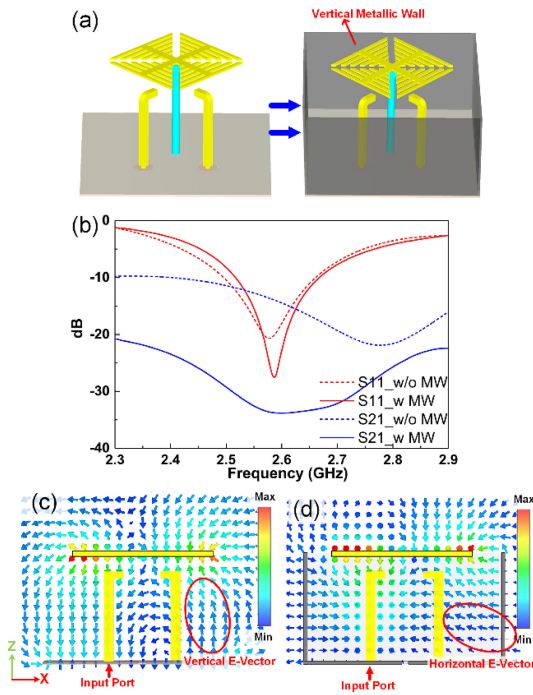 (a)
Vertical Metallic Wall
(b)
0
-10
-20
-30
-40
dB
S11_w/o MW
S11_w MW
S21_w/o MW
S21_w MW
2.3 2.4 2.5 2.6 2.7 2.8 2.9
Frequency (GHz)
(c)
Max
Min
Vertical E-Vector
Z
X
Input Port
(d)
Max
Min
Horizontal E-Vector
Input Port